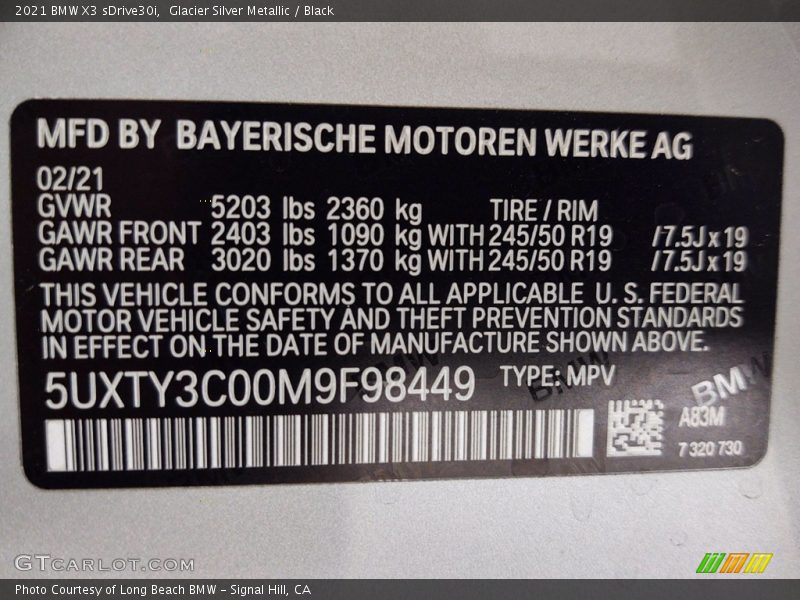 2021 BMW X3 sDrive30i,  Glacier Silver Metallic / Black
MFD BY BAYERISCHE MOTOREN WERKE AG
02/21
GVWR 5203 lbs 2360 kg TIRE / RIM
GAWR FRONT 2403 lbs 1090 kg WITH 245/50 R19 /7.5J x 19
GAWR REAR 3020 lbs 1370 kg WITH 245/50 R19 /7.5J x 19
THIS VEHICLE CONFORMS TO ALL APPLICABLE U. S. FEDERAL
MOTOR VEHICLE SAFETY AND THEFT PREVENTION STANDARDS
IN EFFECT ON THE DATE OF MANUFACTURE SHOWN ABOVE.
5UXTY3C00M9F98449 TYPE: MPV
BMW
A83M
7 320 730
GTCARLOT.COM
Photo Courtesy of Long Beach BMW - Signal Hill, CA